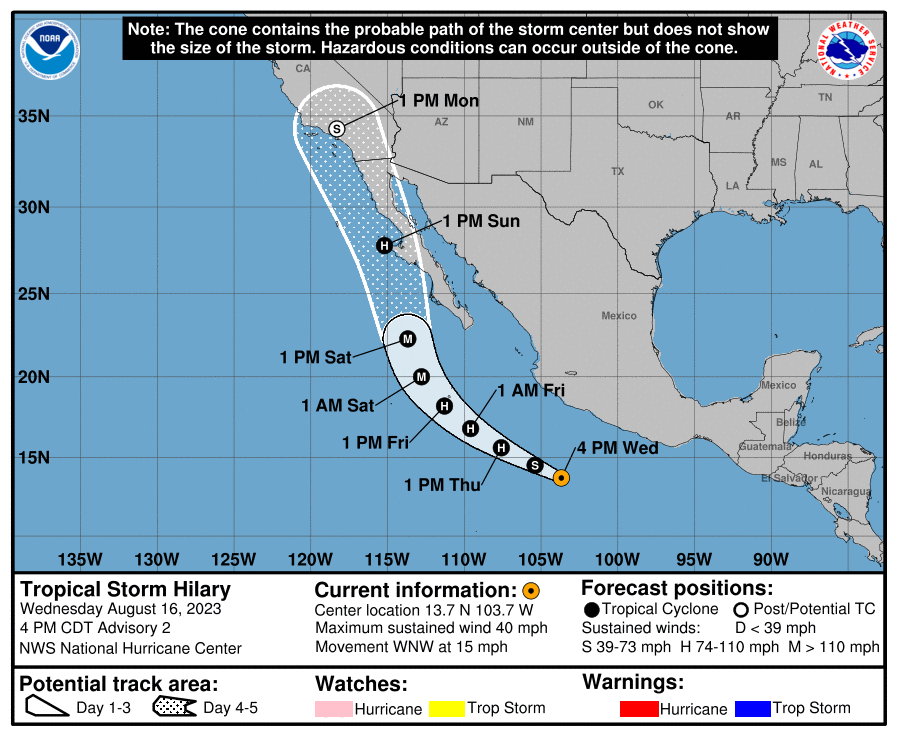 Note: The cone contains the probable path of the storm center but does not show
the size of the storm. Hazardous conditions can occur outside of the cone.
NOAA
NATIONAL WEATHER SERVICE
CA
AZ
NM
OK
TX
AR
LA
TN
MS
AL
Mexico
Mexico
Belize
Guatemala
Honduras
El Salvador
Nicaragua
35N
30N
25N
20N
15N
1 PM Mon
S
1 PM Sun
H
1 PM Sat
M
1 AM Sat
M
1 PM Fri
H
1 AM Fri
H
1 PM Thu
H
S
4 PM Wed
135W
130W
125W
120W
115W
110W
105W
100W
95W
90W
Tropical Storm Hilary
Wednesday August 16, 2023
4 PM CDT Advisory 2
NWS National Hurricane Center
Current information:
Center location 13.7 N 103.7 W
Maximum sustained wind 40 mph
Movement WNW at 15 mph
Forecast positions:
Tropical Cyclone Post/Potential TC
Sustained winds: D < 39 mph
S 39-73 mph H 74-110 mph M > 110 mph
Potential track area:
Day 1-3 Day 4-5
Watches:
Hurricane Trop Storm
Warnings:
Hurricane Trop Storm